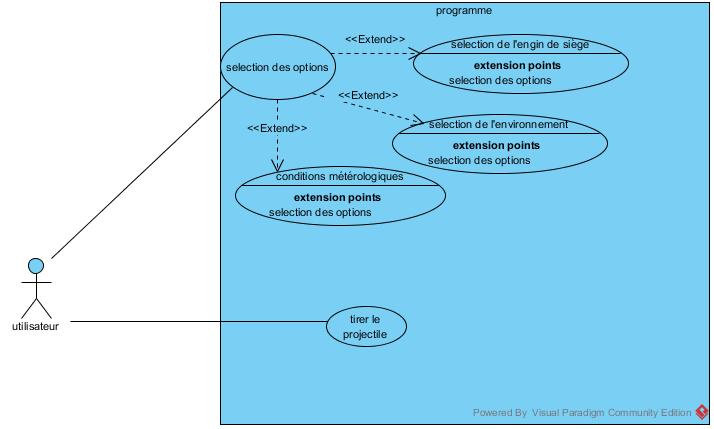 programme
selection des options
<<Extend>>
selection de l'engin de siège
extension points
selection des options
<<Extend>>
selection de l'environnement
extension points
selection des options
<<Extend>>
conditions métérologiques
extension points
selection des options
utilisateur
tirer le
projectile
Powered By Visual Paradigm Community Edition